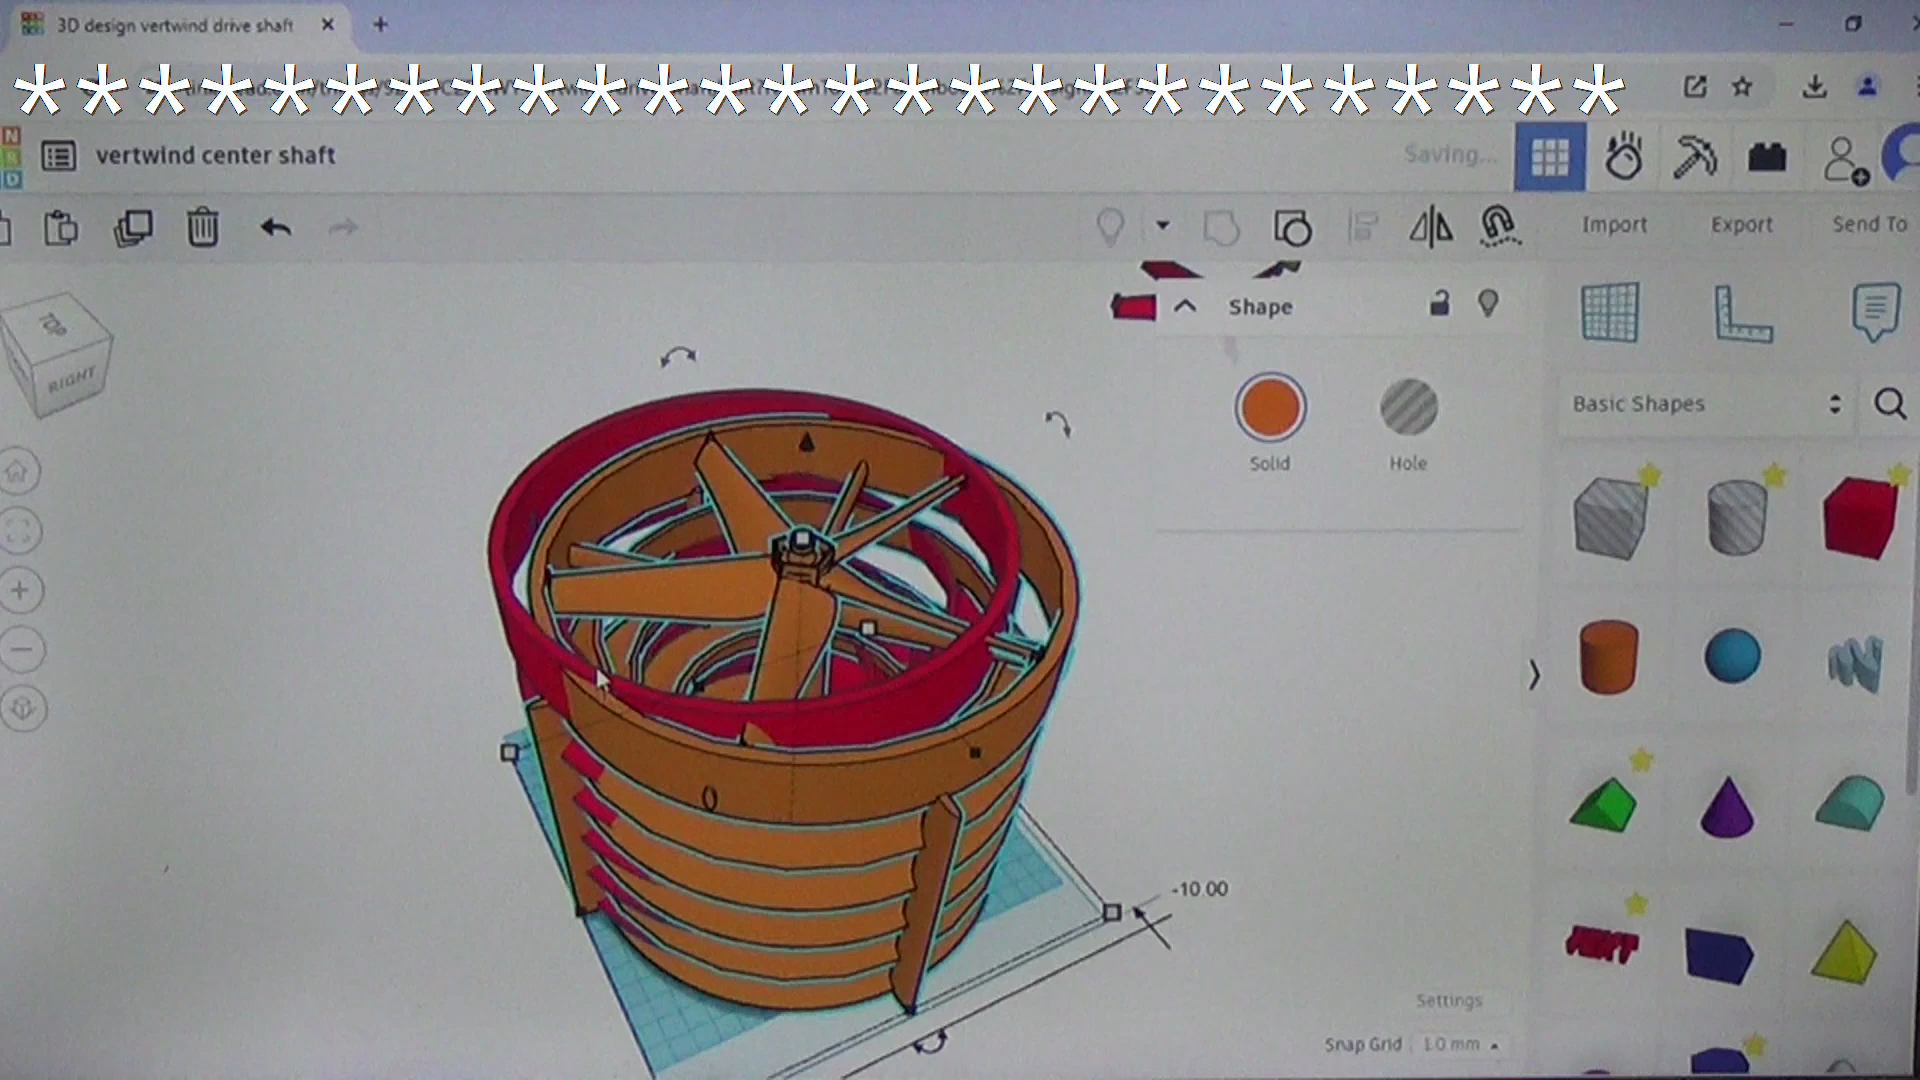 3D design vertwind drive shaft
************************** 
vertwind center shaft
Saving...
Import
Export
Send To
TOP
RIGHT
Shape
Solid
Hole
Basic Shapes
-10.00
Settings
Snap Grid
1.0 mm